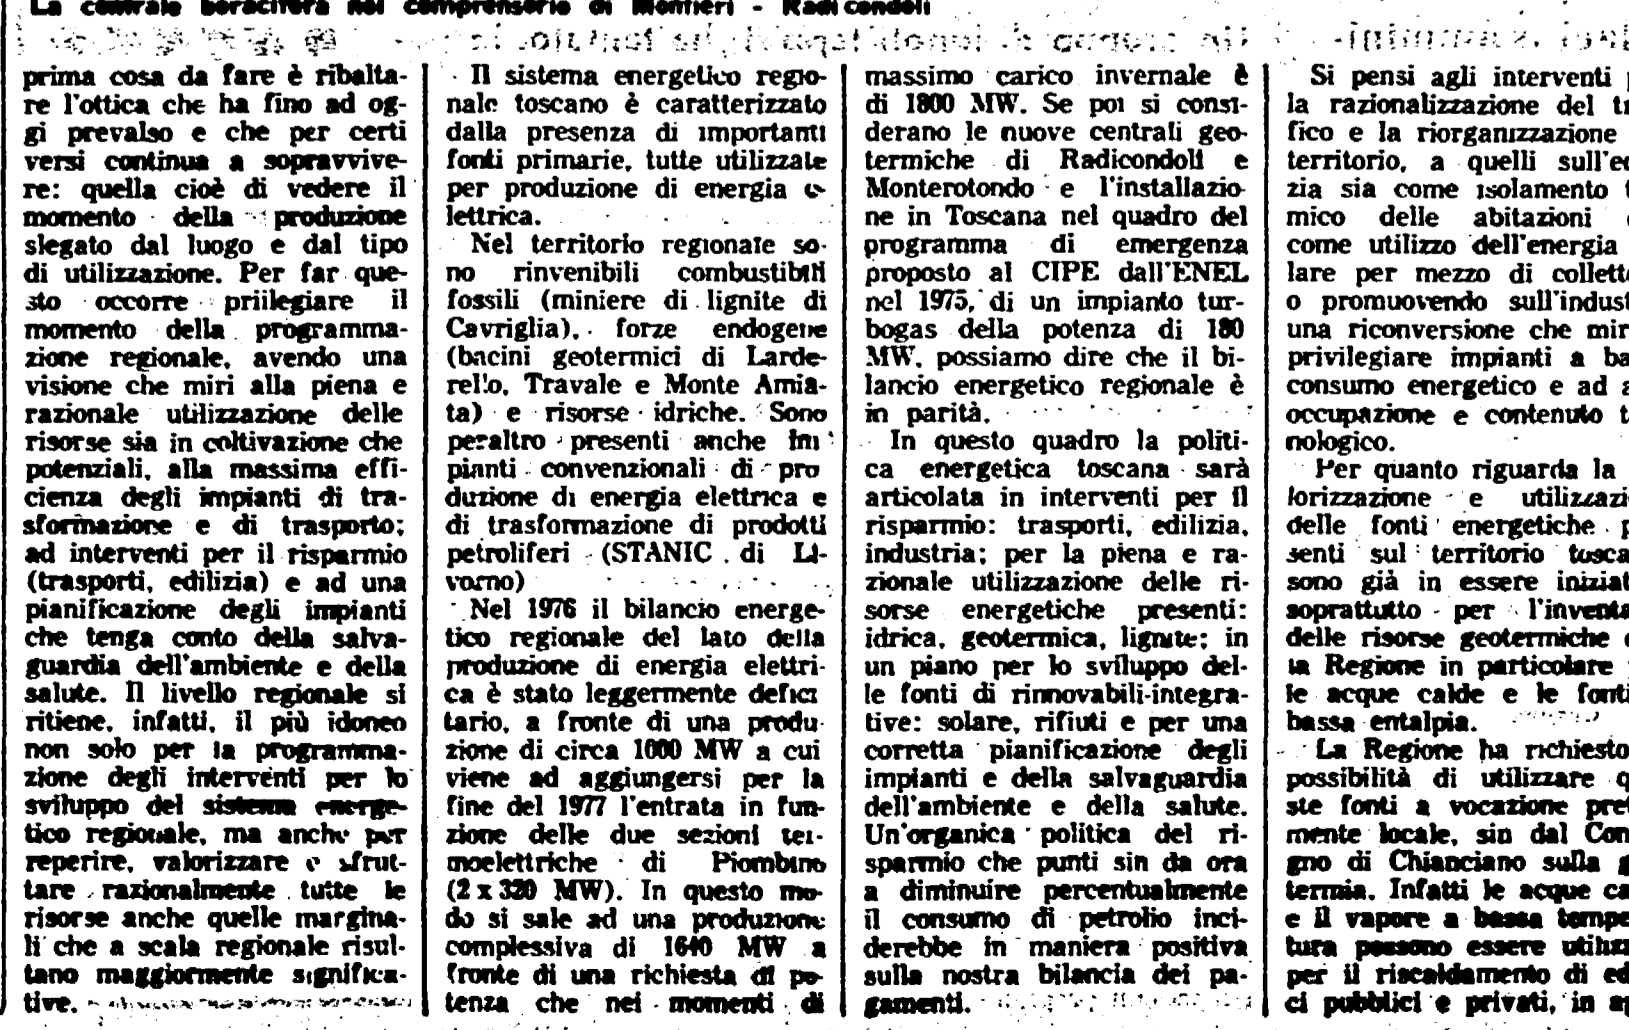 La centrale boracifera nel comprensorio di Montieri - Radicondoli
prima cosa da fare è ribalta-
re l'ottica che ha fino ad og-
gi prevalso e che per certi
versi continua a sopravvive-
re: quella cioè di vedere il
momento della produzione
slegato dal luogo e dal tipo
di utilizzazione. Per far que-
sto occorre priilegiare il
momento della programma-
zione regionale, avendo una
visione che miri alla piena e
razionale utilizzazione delle
risorse sia in coltivazione che
potenziali, alla massima effi-
cienza degli impianti di tra-
sformazione e di trasporto;
ad interventi per il risparmio
(trasporti, edilizia) e ad una
pianificazione degli impianti
che tenga conto della salva-
guardia dell'ambiente e della
salute. Il livello regionale si
ritiene, infatti, il più idoneo
non solo per la programma-
zione degli interventi per lo
sviluppo del sistema energe-
tico regionale, ma anche per
reperire, valorizzare e sfrut-
tare razionalmente tutte le
risorse anche quelle margina-
li che a scala regionale risul-
tano maggiormente significa-
tive.
Il sistema energetico regio-
nale toscano è caratterizzato
dalla presenza di importanti
fonti primarie, tutte utilizzate
per produzione di energia e-
lettrica.
Nel territorio regionale so-
no rinvenibili combustibili
fossili (miniere di lignite di
Cavriglia), forze endogene
(bacini geotermici di Larde-
rello, Travale e Monte Amia-
ta) e risorse idriche. Sono
peraltro presenti anche im
pianti convenzionali di pro
duzione di energia elettrica e
di trasformazione di prodotti
petroliferi (STANIC di Li-
vorno)
Nel 1976 il bilancio energe-
tico regionale del lato della
produzione di energia elettri-
ca è stato leggermente defici
tario, a fronte di una produ-
zione di circa 1000 MW a cui
viene ad aggiungersi per la
fine del 1977 l'entrata in fun-
zione delle due sezioni ter-
moelettriche di Piombino
(2 x 320 MW). In questo mo-
do si sale ad una produzione
complessiva di 1640 MW a
fronte di una richiesta di po-
tenza che nei momenti di
massimo carico invernale è
di 1800 MW. Se poi si consi-
derano le nuove centrali geo-
termiche di Radicondoli e
Monterotondo e l'installazio-
ne in Toscana nel quadro del
programma di emergenza
proposto al CIPE dall'ENEL
nel 1975, di un impianto tur-
bogas della potenza di 180
MW, possiamo dire che il bi-
lancio energetico regionale è
in parità.
In questo quadro la politi-
ca energetica toscana sarà
articolata in interventi per il
risparmio: trasporti, edilizia,
industria; per la piena e ra-
zionale utilizzazione delle ri-
sorse energetiche presenti:
idrica, geotermica, lignite; in
un piano per lo sviluppo del-
le fonti di rinnovabili-integra-
tive: solare, rifiuti e per una
corretta pianificazione degli
impianti e della salvaguardia
dell'ambiente e della salute.
Un'organica politica del ri-
sparmio che punti sin da ora
a diminuire percentualmente
il consumo di petrolio inci-
derebbe in maniera positiva
sulla nostra bilancia dei pa-
gamenti.
Si pensi agli interventi
la razionalizzazione del
fico e la riorganizzazione
territorio, a quelli
zia sia come isolamento
mico delle abitazioni
come utilizzo dell'energia
lare per mezzo di
o promuovendo
una riconversione che
privilegiare impianti a
consumo energetico e ad
occupazione e contenuto
nologico.
Per quanto riguarda la
lorizzazione e
delle fonti energetiche
senti sul territorio
sono già in essere
soprattutto per
delle risorse geotermiche
la Regione in particolare
le acque calde e le fonti
bassa entalpia.
La Regione ha richiesto
possibilità di utilizzare
ste fonti a vocazione
mente locale, sin dal
gno di Chianciano sulla
termia. Infatti le acque
e il vapore a bassa
tura possono essere
per il riscaldamento di
ci pubblici e privati, in